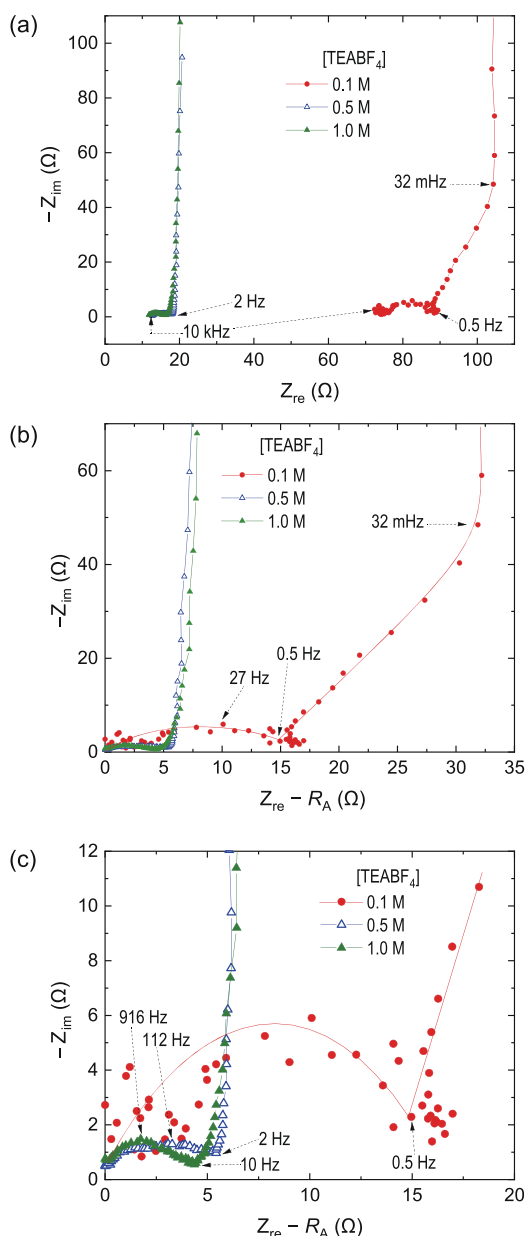 (a)
100
80
60
40
20
0
−Z_im (Ω)
[TEABF₄]
0.1 M
0.5 M
1.0 M
32 mHz
2 Hz
10 kHz
0.5 Hz
0 20 40 60 80 100
Z_re (Ω)
(b)
60
40
20
0
−Z_im (Ω)
[TEABF₄]
0.1 M
0.5 M
1.0 M
32 mHz
0.5 Hz
27 Hz
0 5 10 15 20 25 30 35
Z_re − R_A (Ω)
(c)
12
10
8
6
4
2
0
−Z_im (Ω)
[TEABF₄]
0.1 M
0.5 M
1.0 M
916 Hz
112 Hz
2 Hz
10 Hz
0.5 Hz
0 5 10 15 20
Z_re − R_A (Ω)